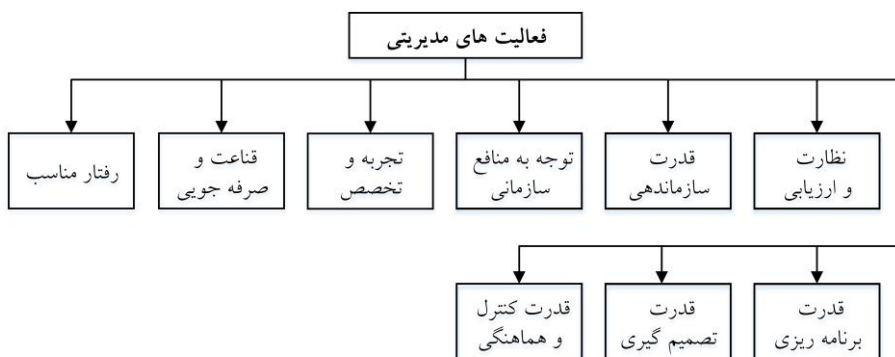 فعالیت های مدیریتی
نظارت
و ارزیابی
قدرت
سازماندهی
توجه به منافع
سازمانی
تجربه و
تخصص
قناعت و
صرفه جویی
رفتار مناسب
قدرت
برنامه ریزی
قدرت
تصمیم گیری
قدرت کنترل
و هماهنگی